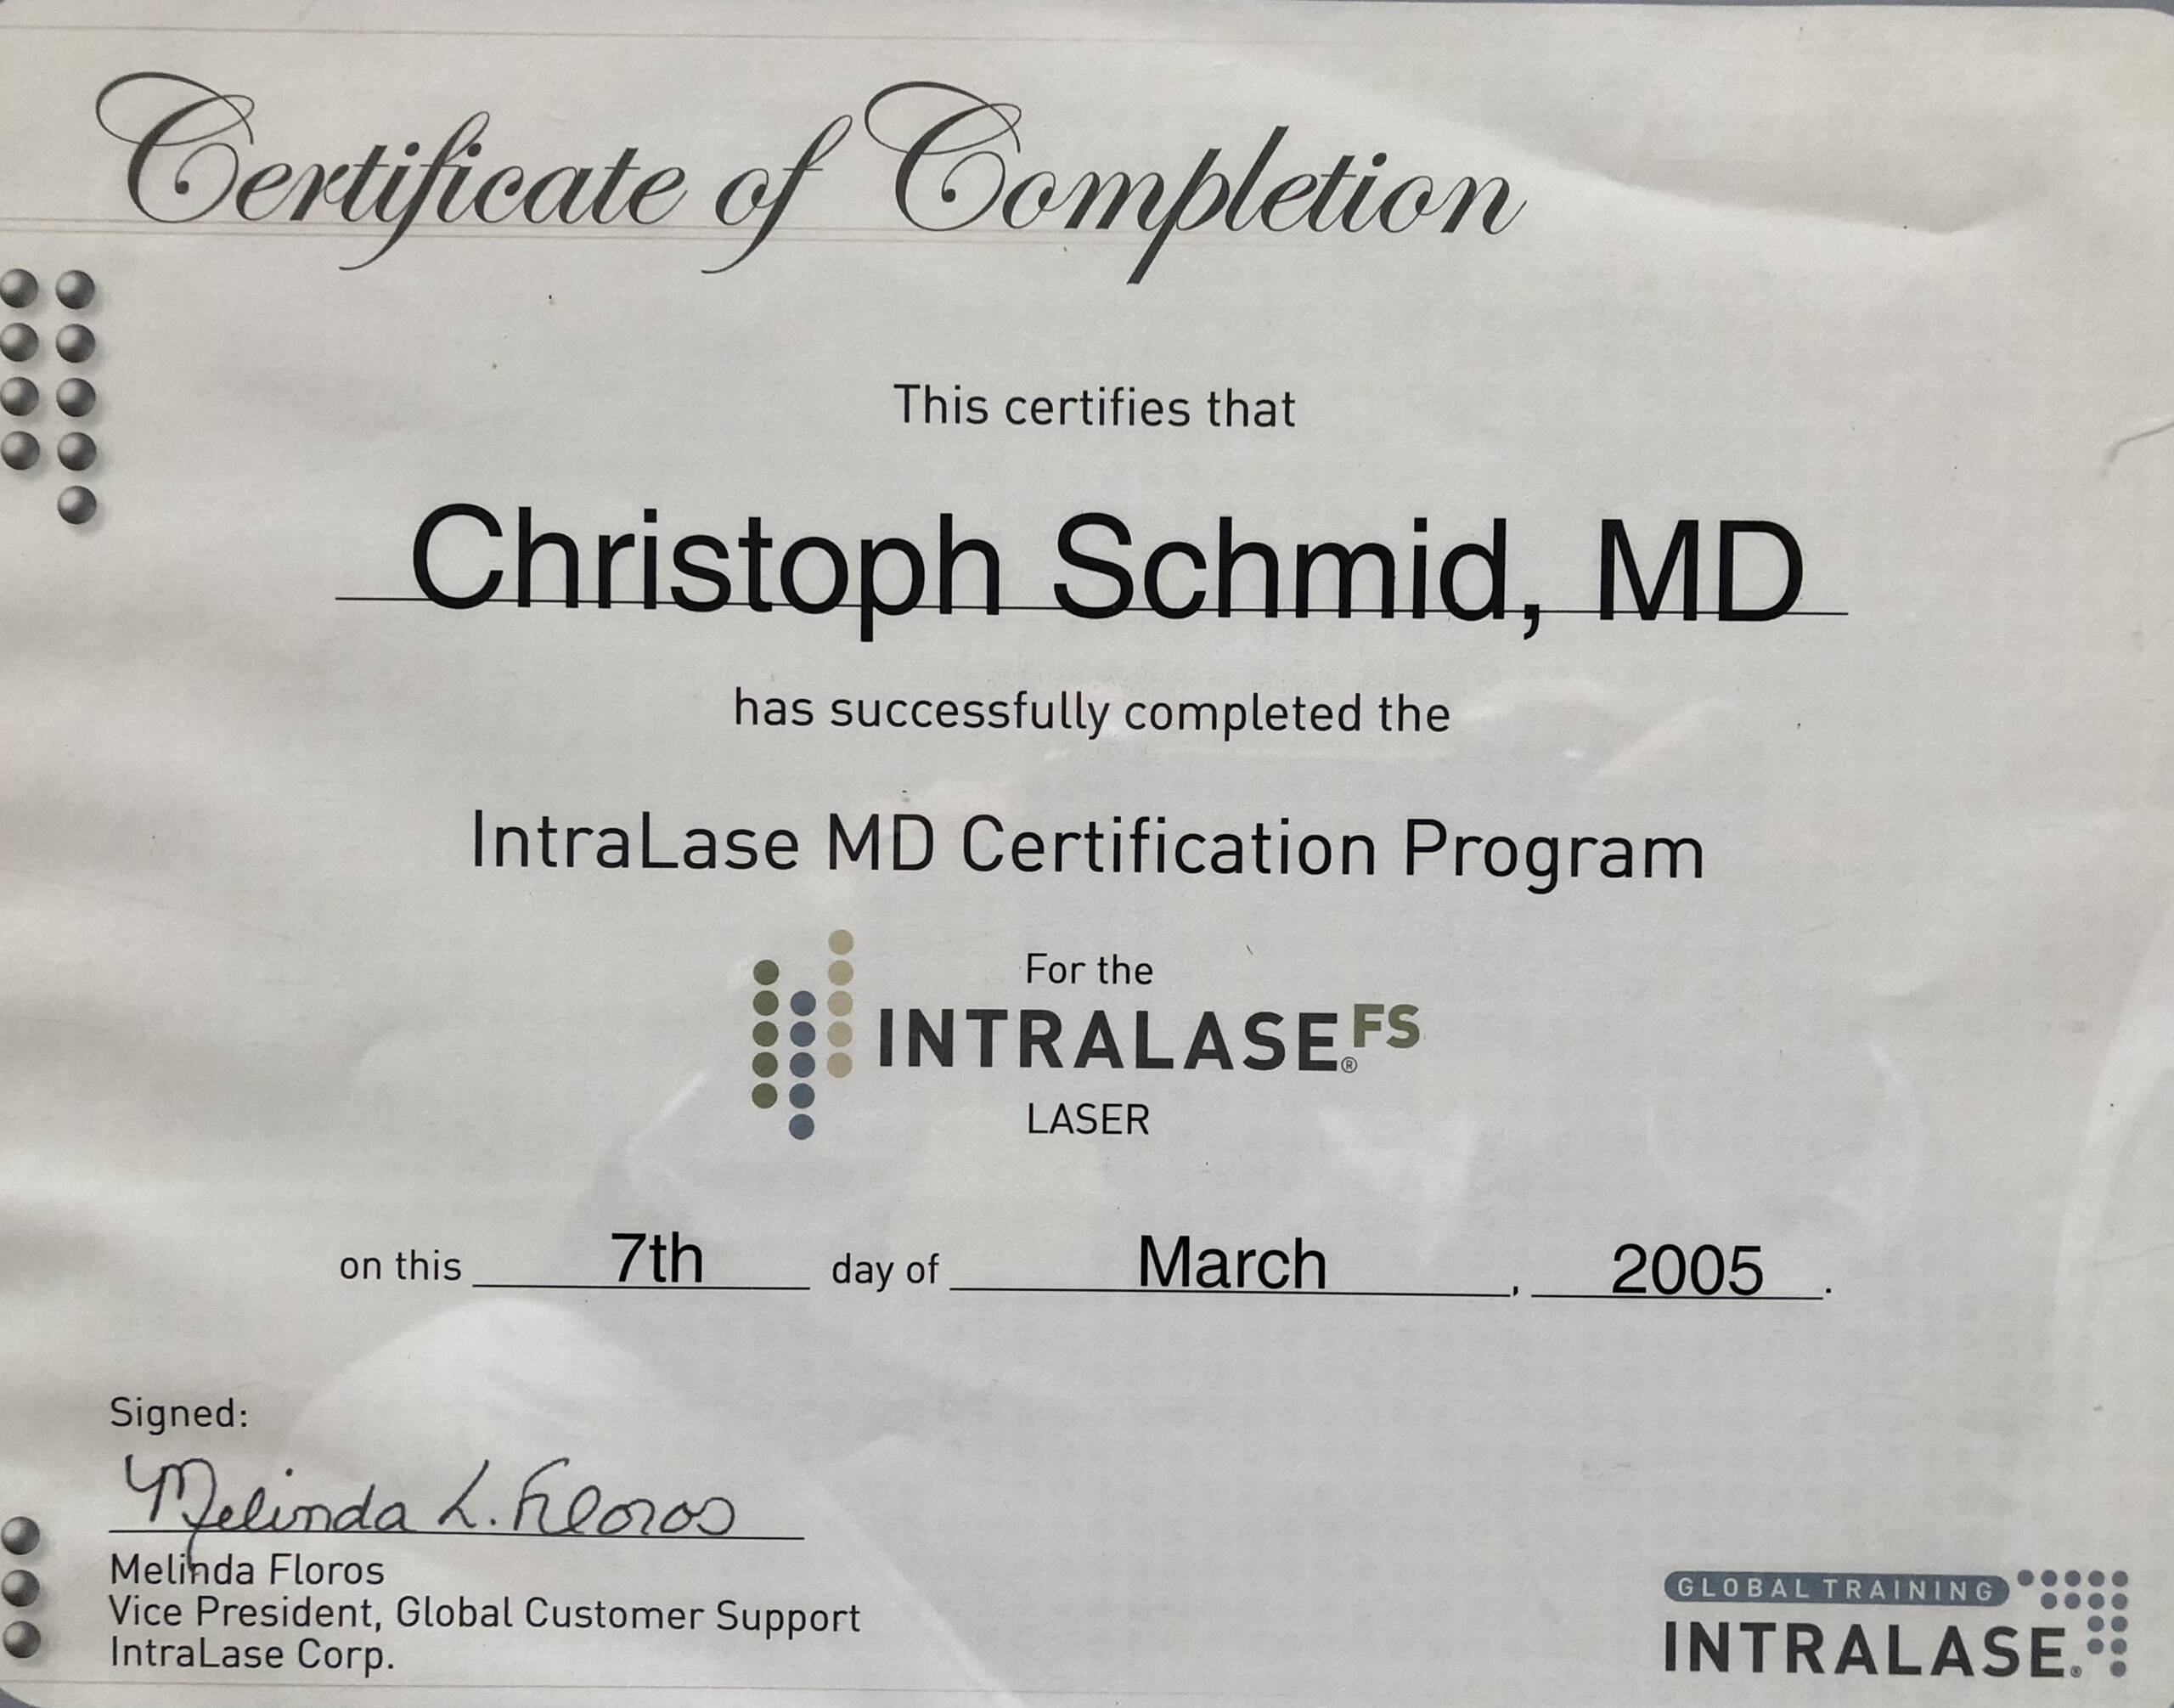 Certificate of Completion
This certifies that
Christoph Schmid, MD
has successfully completed the
IntraLase MD Certification Program
For the
INTRALASE® FS
LASER
on this 7th day of March, 2005.
Signed:
Melinda L. Floros
Melinda Floros
Vice President, Global Customer Support
IntraLase Corp.
GLOBAL TRAINING
INTRALASE®